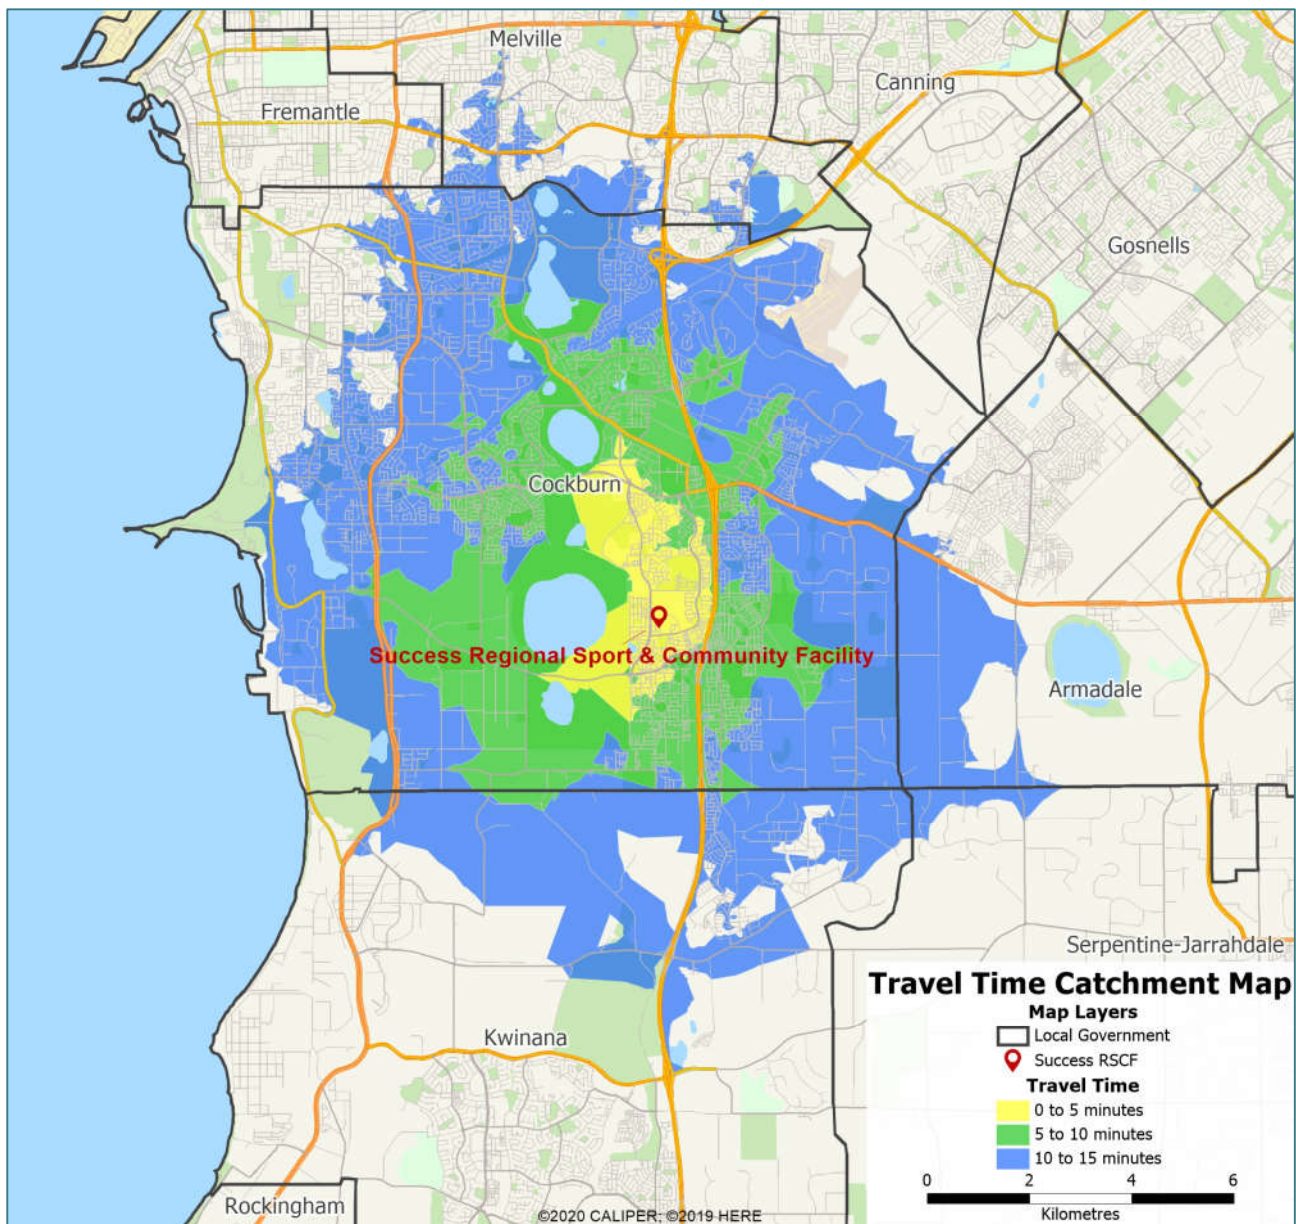 Melville
Canning
Fremantle
Gosnells
Cockburn
Success Regional Sport & Community Facility
Armadale
Serpentine-Jarrahdale
Travel Time Catchment Map
Map Layers
Local Government
Success RSCF
Travel Time
0 to 5 minutes
5 to 10 minutes
10 to 15 minutes
0 2 4 6
Kilometres
Kwinana
Rockingham
©2020 CALIPER; ©2019 HERE